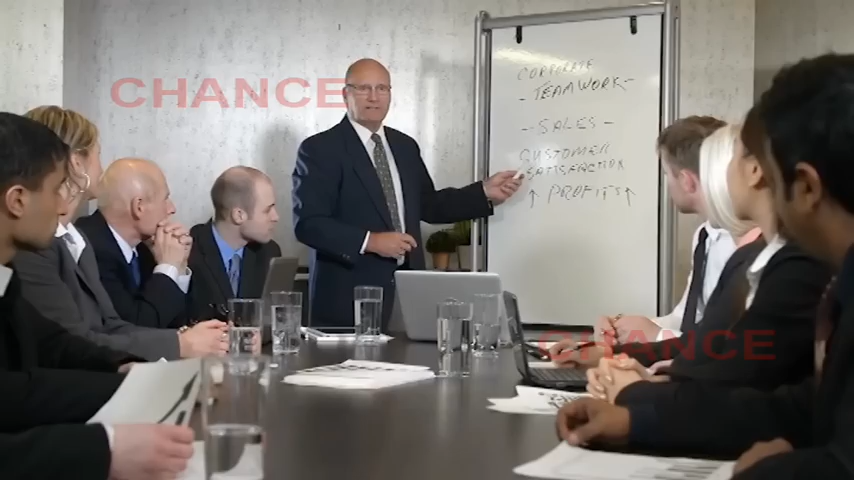 CHANCE
CORPORATE
- TEAMWORK -
- SALES -
CUSTOMER
SATISFACTION
↑ PROFITS ↑
CHANCE